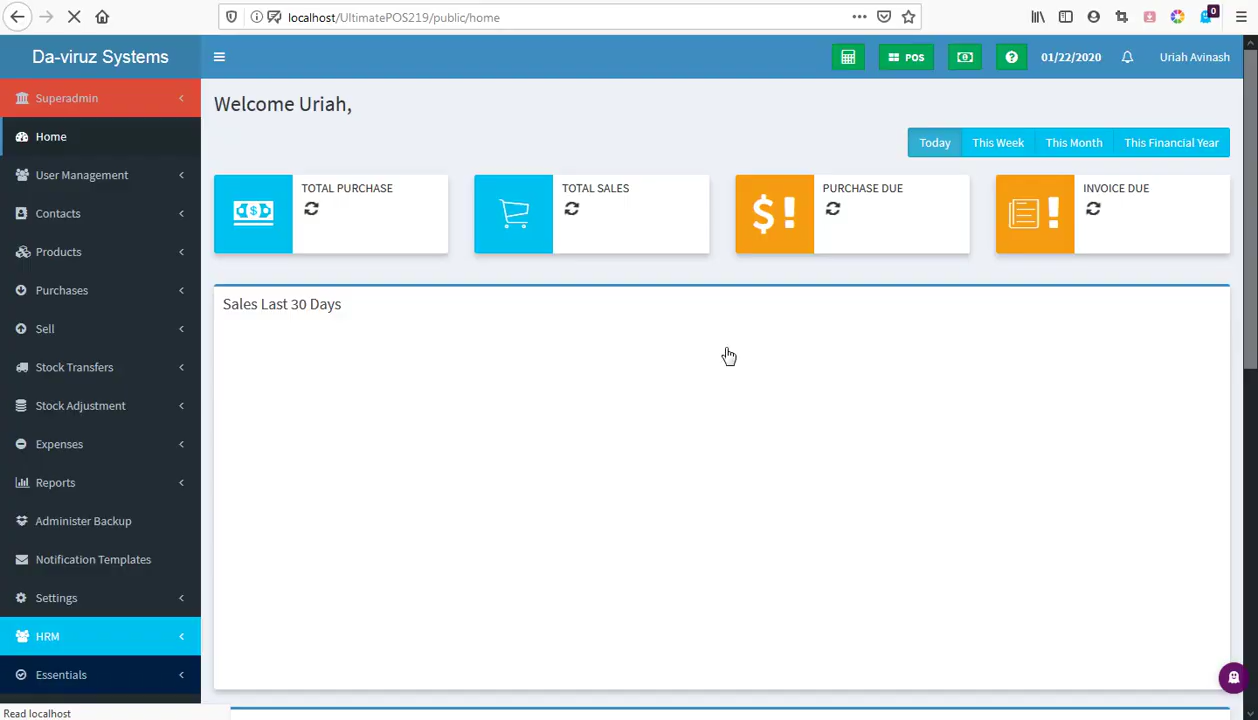 localhost/UltimatePOS219/public/home
0
Da-viruz Systems
POS
01/22/2020
Uriah Avinash
Superadmin
Home
User Management
Contacts
Products
Purchases
Sell
Stock Transfers
Stock Adjustment
Expenses
Reports
Administer Backup
Notification Templates
Settings
HRM
Essentials
Welcome Uriah,
Today
This Week
This Month
This Financial Year
TOTAL PURCHASE
TOTAL SALES
PURCHASE DUE
INVOICE DUE
Sales Last 30 Days
Read localhost